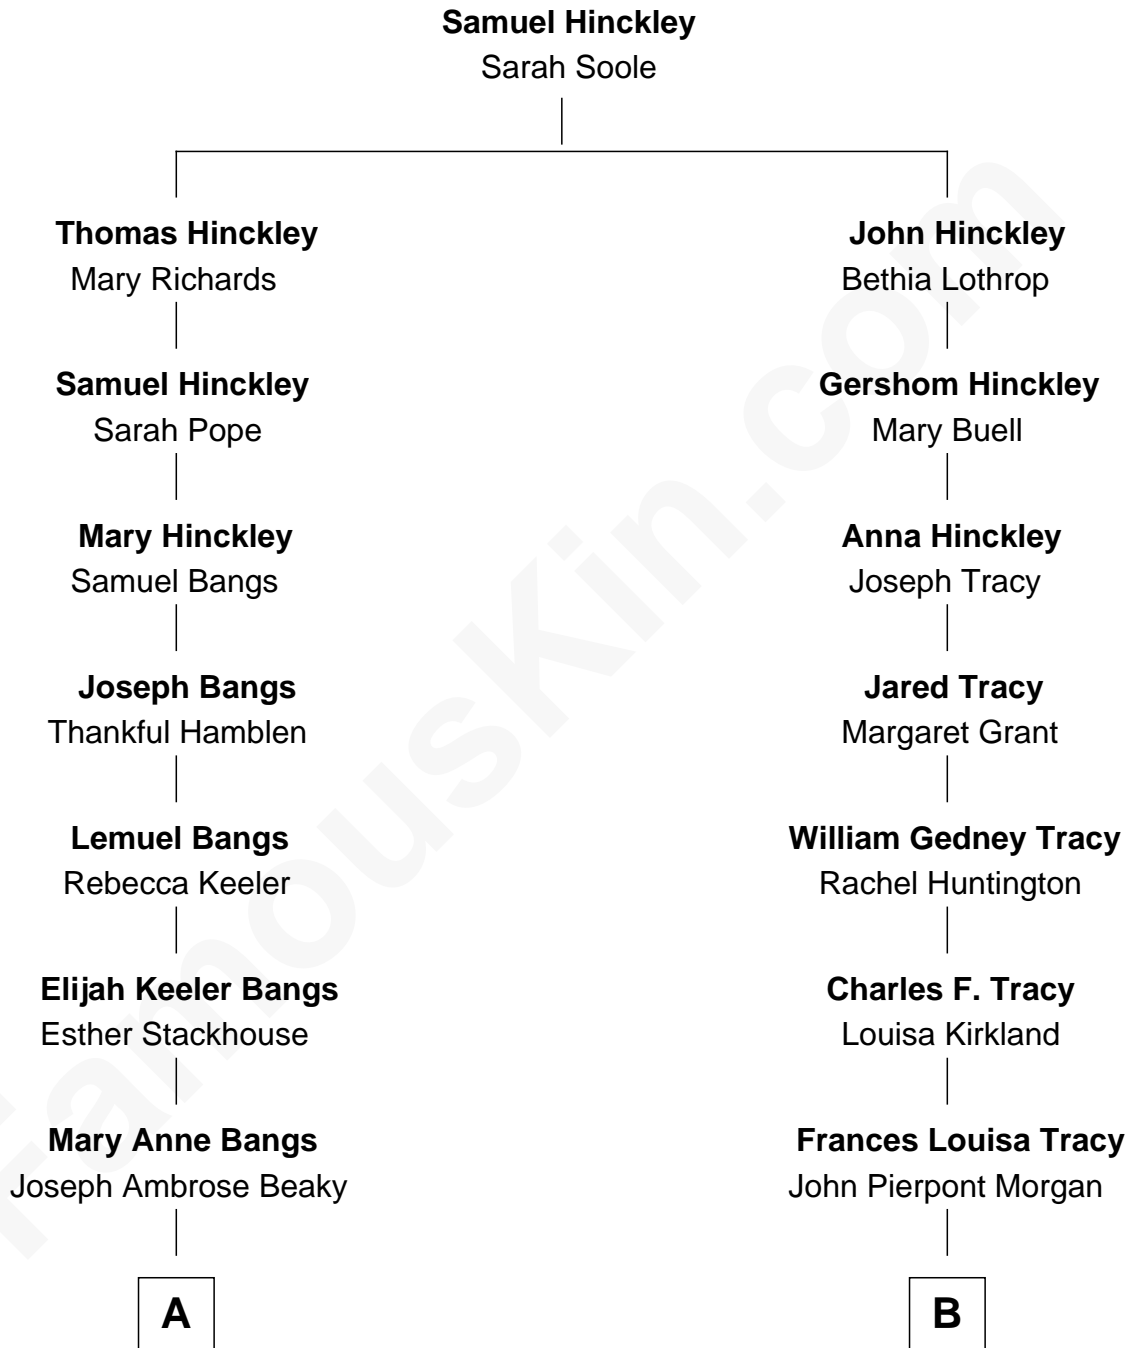 Samuel Hinckley
Sarah Soole
Thomas Hinckley
Mary Richards
John Hinckley
Bethia Lothrop
Samuel Hinckley
Sarah Pope
Gershom Hinckley
Mary Buell
Mary Hinckley
Samuel Bangs
Anna Hinckley
Joseph Tracy
Joseph Bangs
Thankful Hamblen
Jared Tracy
Margaret Grant
Lemuel Bangs
Rebecca Keeler
William Gedney Tracy
Rachel Huntington
Elijah Keeler Bangs
Esther Stackhouse
Charles F. Tracy
Louisa Kirkland
Mary Anne Bangs
Joseph Ambrose Beaky
Frances Louisa Tracy
John Pierpont Morgan
A
B
FamousKin.com